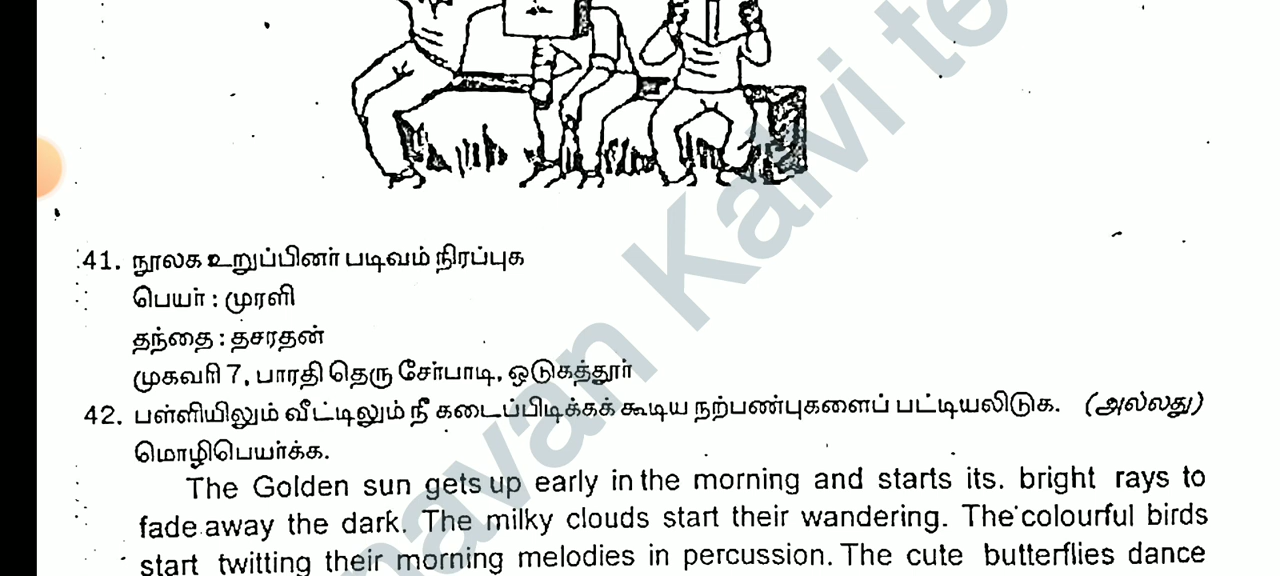 41. நூலக உறுப்பினர் படிவம் நிரப்புக
பெயர் : முரளி
தந்தை : தசரதன்
முகவரி 7, பாரதி தெரு சேர்பாடி, ஒடுகத்தூர்
42. பள்ளியிலும் வீட்டிலும் நீ கடைப்பிடிக்கக் கூடிய நற்பண்புகளைப் பட்டியலிடுக. (அல்லது)
மொழிபெயர்க்க.
The Golden sun gets up early in the morning and starts its. bright rays to
fade away the dark. The milky clouds start their wandering. The colourful birds
start twitting their morning melodies in percussion. The cute butterflies dance
Kalvi